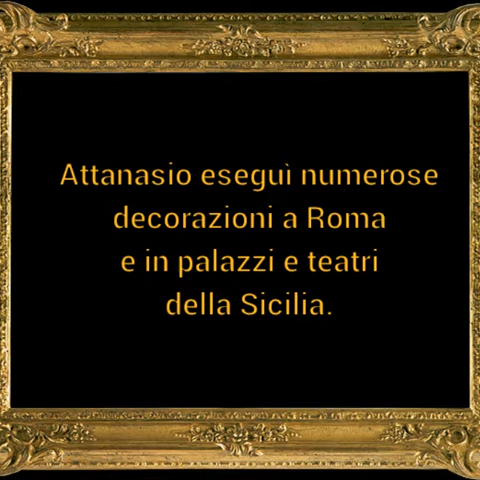 Attanasio eseguì numerose
decorazioni a Roma
e in palazzi e teatri
della Sicilia.